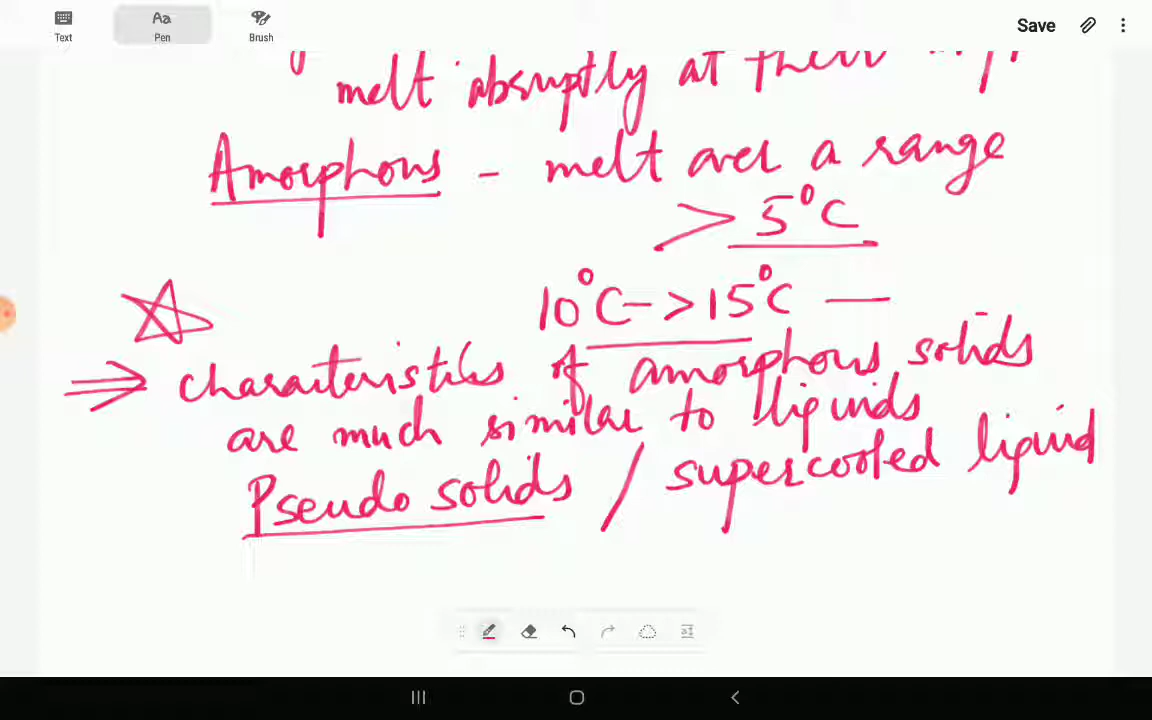 Text
Aa
Pen
Brush
Save
melt abruptly at their
Amorphous - melt over a range
> 5°C
10°C -> 15°C —
⇒ characteristics of amorphous solids
are much similar to liquids
Pseudo solids / supercooled liquid